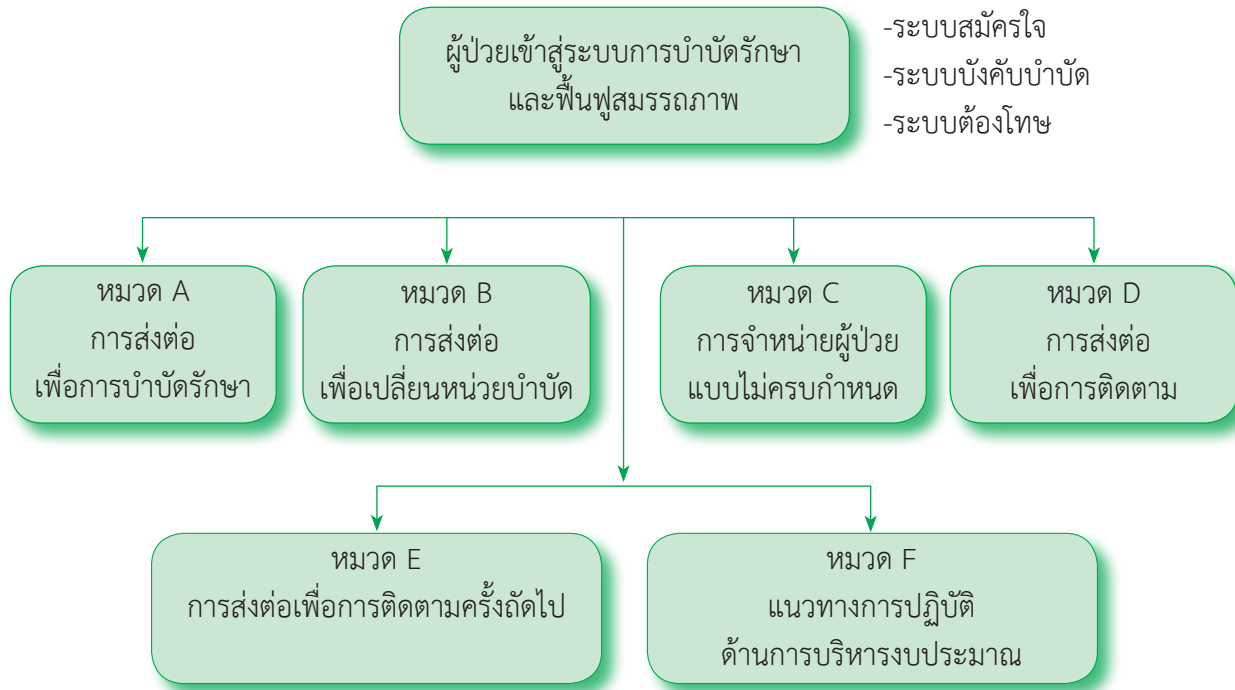 ผู้ป่วยเข้าสู่ระบบการบำบัดรักษา
และฟื้นฟูสมรรถภาพ
-ระบบสมัครใจ
-ระบบบังคับบำบัด
-ระบบต้องโทษ
หมวด A
การส่งต่อ
เพื่อการบำบัดรักษา
หมวด B
การส่งต่อ
เพื่อเปลี่ยนหน่วยบำบัด
หมวด C
การจำหน่ายผู้ป่วย
แบบไม่ครบกำหนด
หมวด D
การส่งต่อ
เพื่อการติดตาม
หมวด E
การส่งต่อเพื่อการติดตามครั้งถัดไป
หมวด F
แนวทางการปฏิบัติ
ด้านการบริหารงบประมาณ